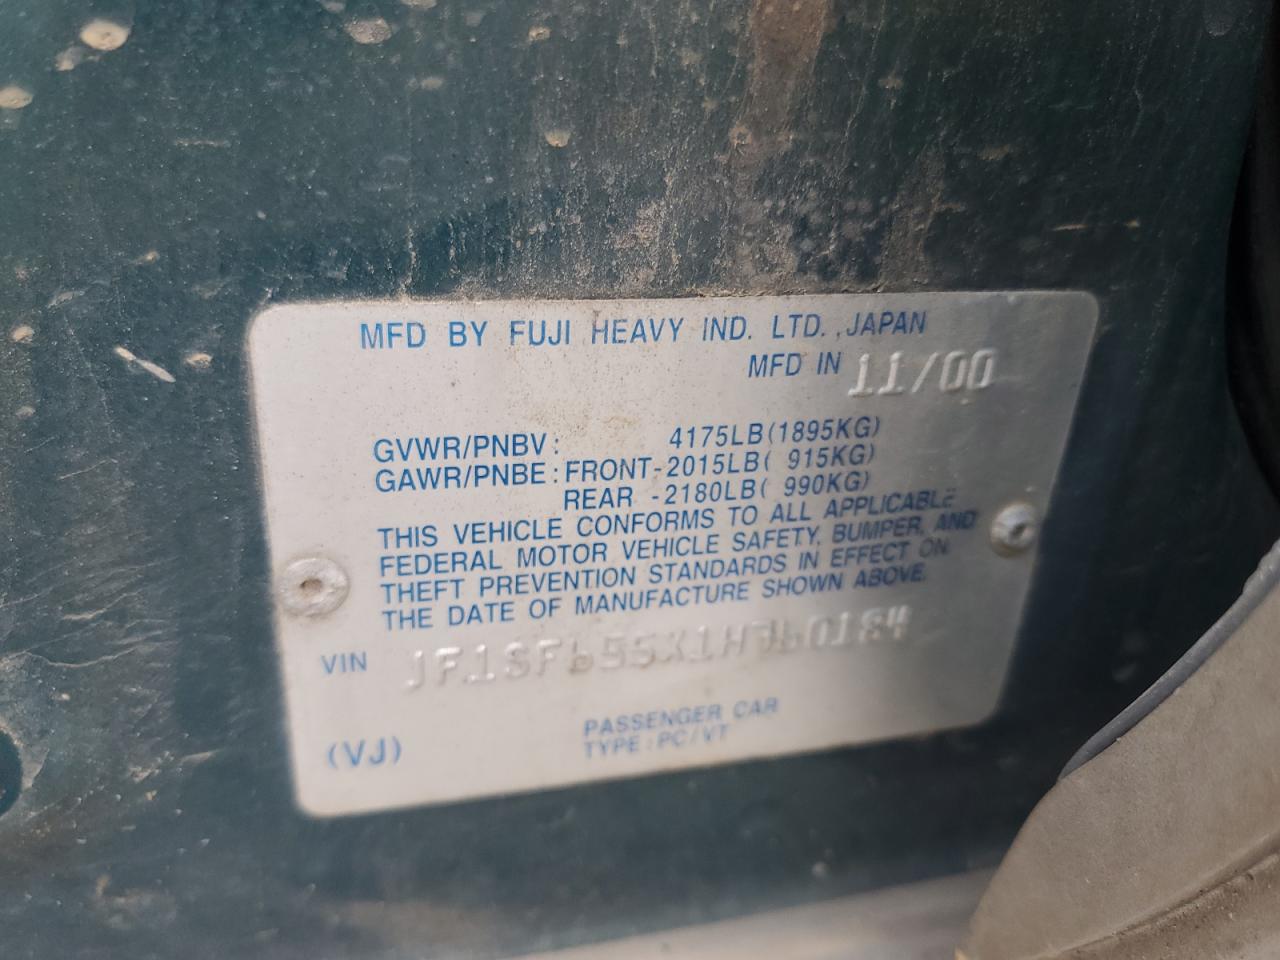 MFD BY FUJI HEAVY IND. LTD. ,JAPAN
MFD IN 11/00
GVWR/PNBV: 4175LB(1895KG)
GAWR/PNBE:FRONT-2015LB( 915KG)
REAR -2180LB( 990KG)
THIS VEHICLE CONFORMS TO ALL APPLICABLE
FEDERAL MOTOR VEHICLE SAFETY, BUMPER, AND
THEFT PREVENTION STANDARDS IN EFFECT ON
THE DATE OF MANUFACTURE SHOWN ABOVE.
VIN
(VJ)
PASSENGER CAR
TYPE:PC/VT